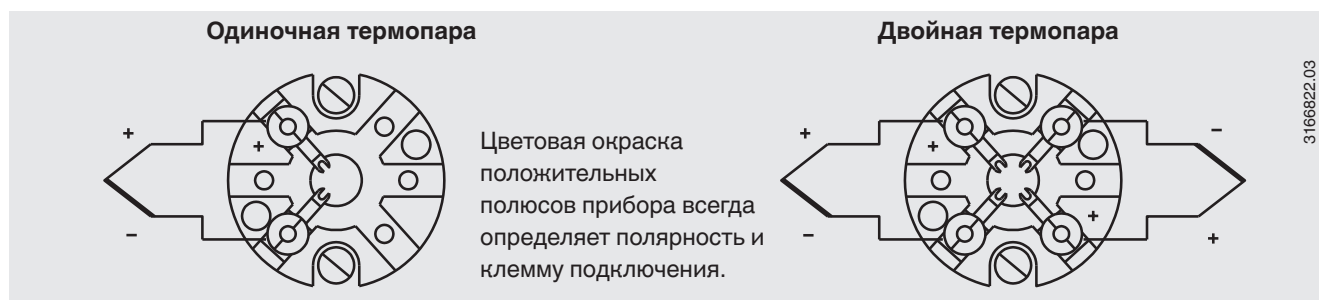 Одиночная термопара
Двойная термопара
+
+
−
Цветовая окраска
положительных
полюсов прибора всегда
определяет полярность и
клемму подключения.
+
+
−
−
+
+
3166822.03